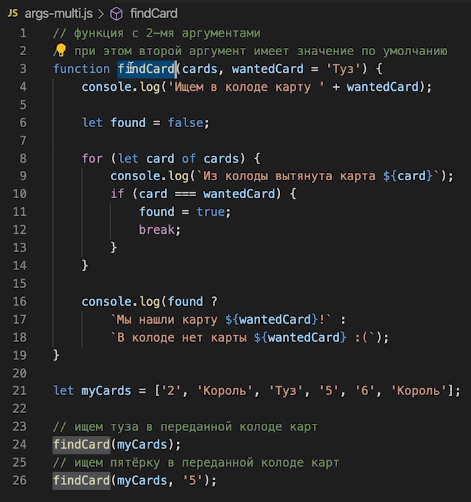 JS args-multi.js > findCard
1 // функция с 2-мя аргументами
2 // при этом второй аргумент имеет значение по умолчанию
3 function findCard(cards, wantedCard = 'Туз') {
4     console.log('Ищем в колоде карту ' + wantedCard);
5
6     let found = false;
7
8     for (let card of cards) {
9         console.log(`Из колоды вытянута карта ${card}`);
10         if (card === wantedCard) {
11             found = true;
12             break;
13         }
14     }
15
16     console.log(found ?
17         `Мы нашли карту ${wantedCard}!` :
18         `В колоде нет карты ${wantedCard} :(`);
19 }
20
21 let myCards = ['2', 'Король', 'Туз', '5', '6', 'Король'];
22
23 // ищем туза в переданной колоде карт
24 findCard(myCards);
25 // ищем пятёрку в переданной колоде карт
26 findCard(myCards, '5');